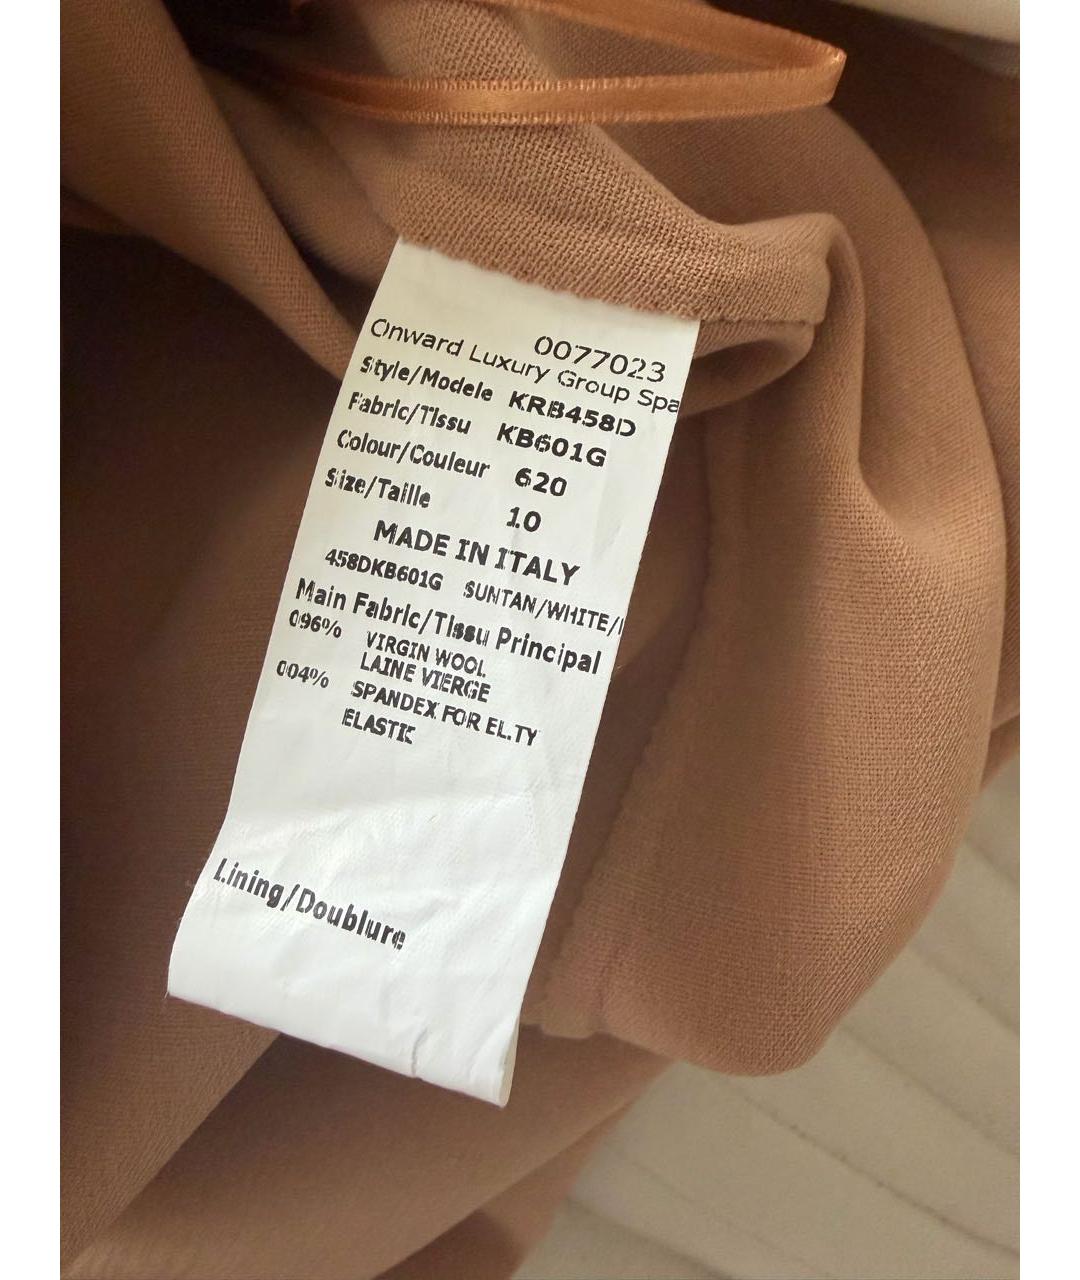 0077023
Onward Luxury Group Spa
Style/Modele KRB458D
Fabric/Tissu KB601G
Colour/Couleur 620
Size/Taille 10
MADE IN ITALY
458DKB601G SUNTAN/WHITE/
Main Fabric/Tissu Principal
096% VIRGIN WOOL
LAINE VIERGE
004% SPANDEX FOR EL.TY
ELASTIC
Lining/Doublure